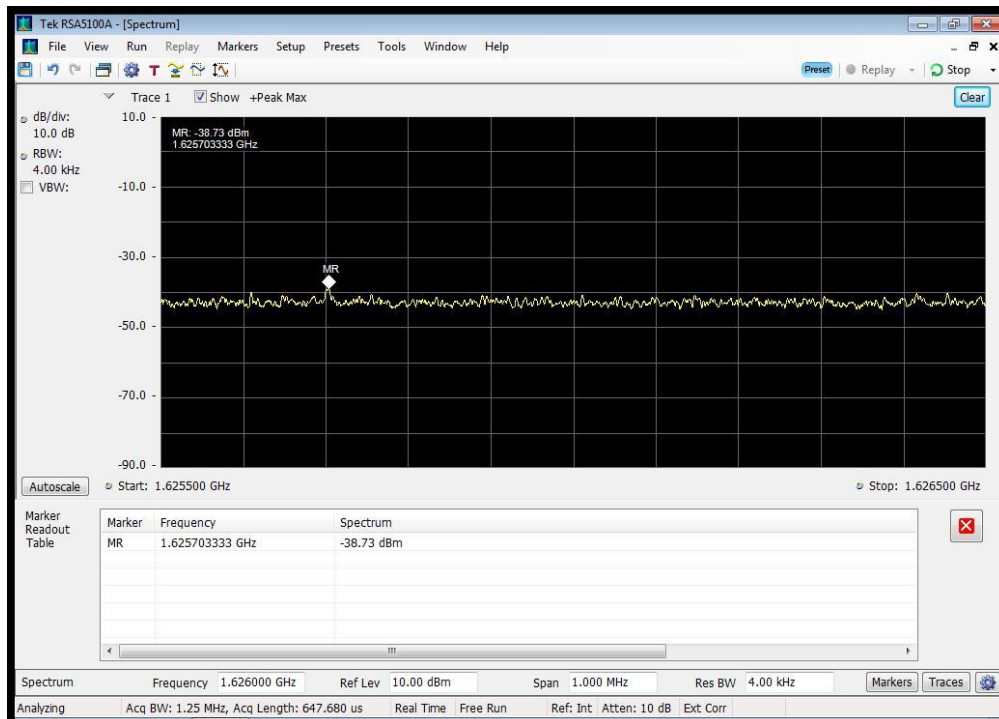 Tek RSA5100A - [Spectrum]
File View Run Replay Markers Setup Presets Tools Window Help
T Preset Replay Stop
Trace 1 Show +Peak Max Clear
dB/div:
10.0 dB
RBW:
4.00 kHz
VBW:
10.0 -
-10.0 -
-30.0 -
-50.0 -
-70.0 -
-90.0 -
MR: -38.73 dBm
1.625703333 GHz
MR
Autoscale Start: 1.625500 GHz Stop: 1.626500 GHz
Marker
Readout
Table
Marker Frequency Spectrum
MR 1.625703333 GHz -38.73 dBm
Spectrum Frequency 1.626000 GHz Ref Lev 10.00 dBm Span 1.000 MHz Res BW 4.00 kHz Markers Traces
Analyzing Acq BW: 1.25 MHz, Acq Length: 647.680 us Real Time Free Run Ref: Int Atten: 10 dB Ext Corr